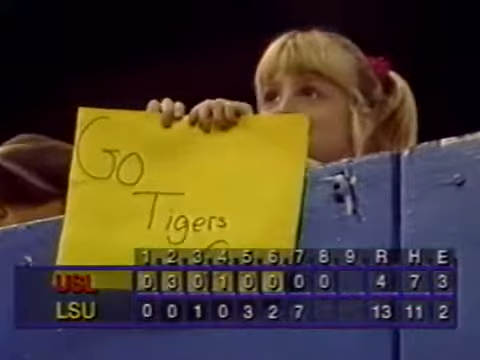 Go
Tigers
1 2 3 4 5 6 7 8 9 R H E
USL 0 3 0 1 0 0 0 0 4 7 3
LSU 0 0 1 0 3 2 7 13 11 2